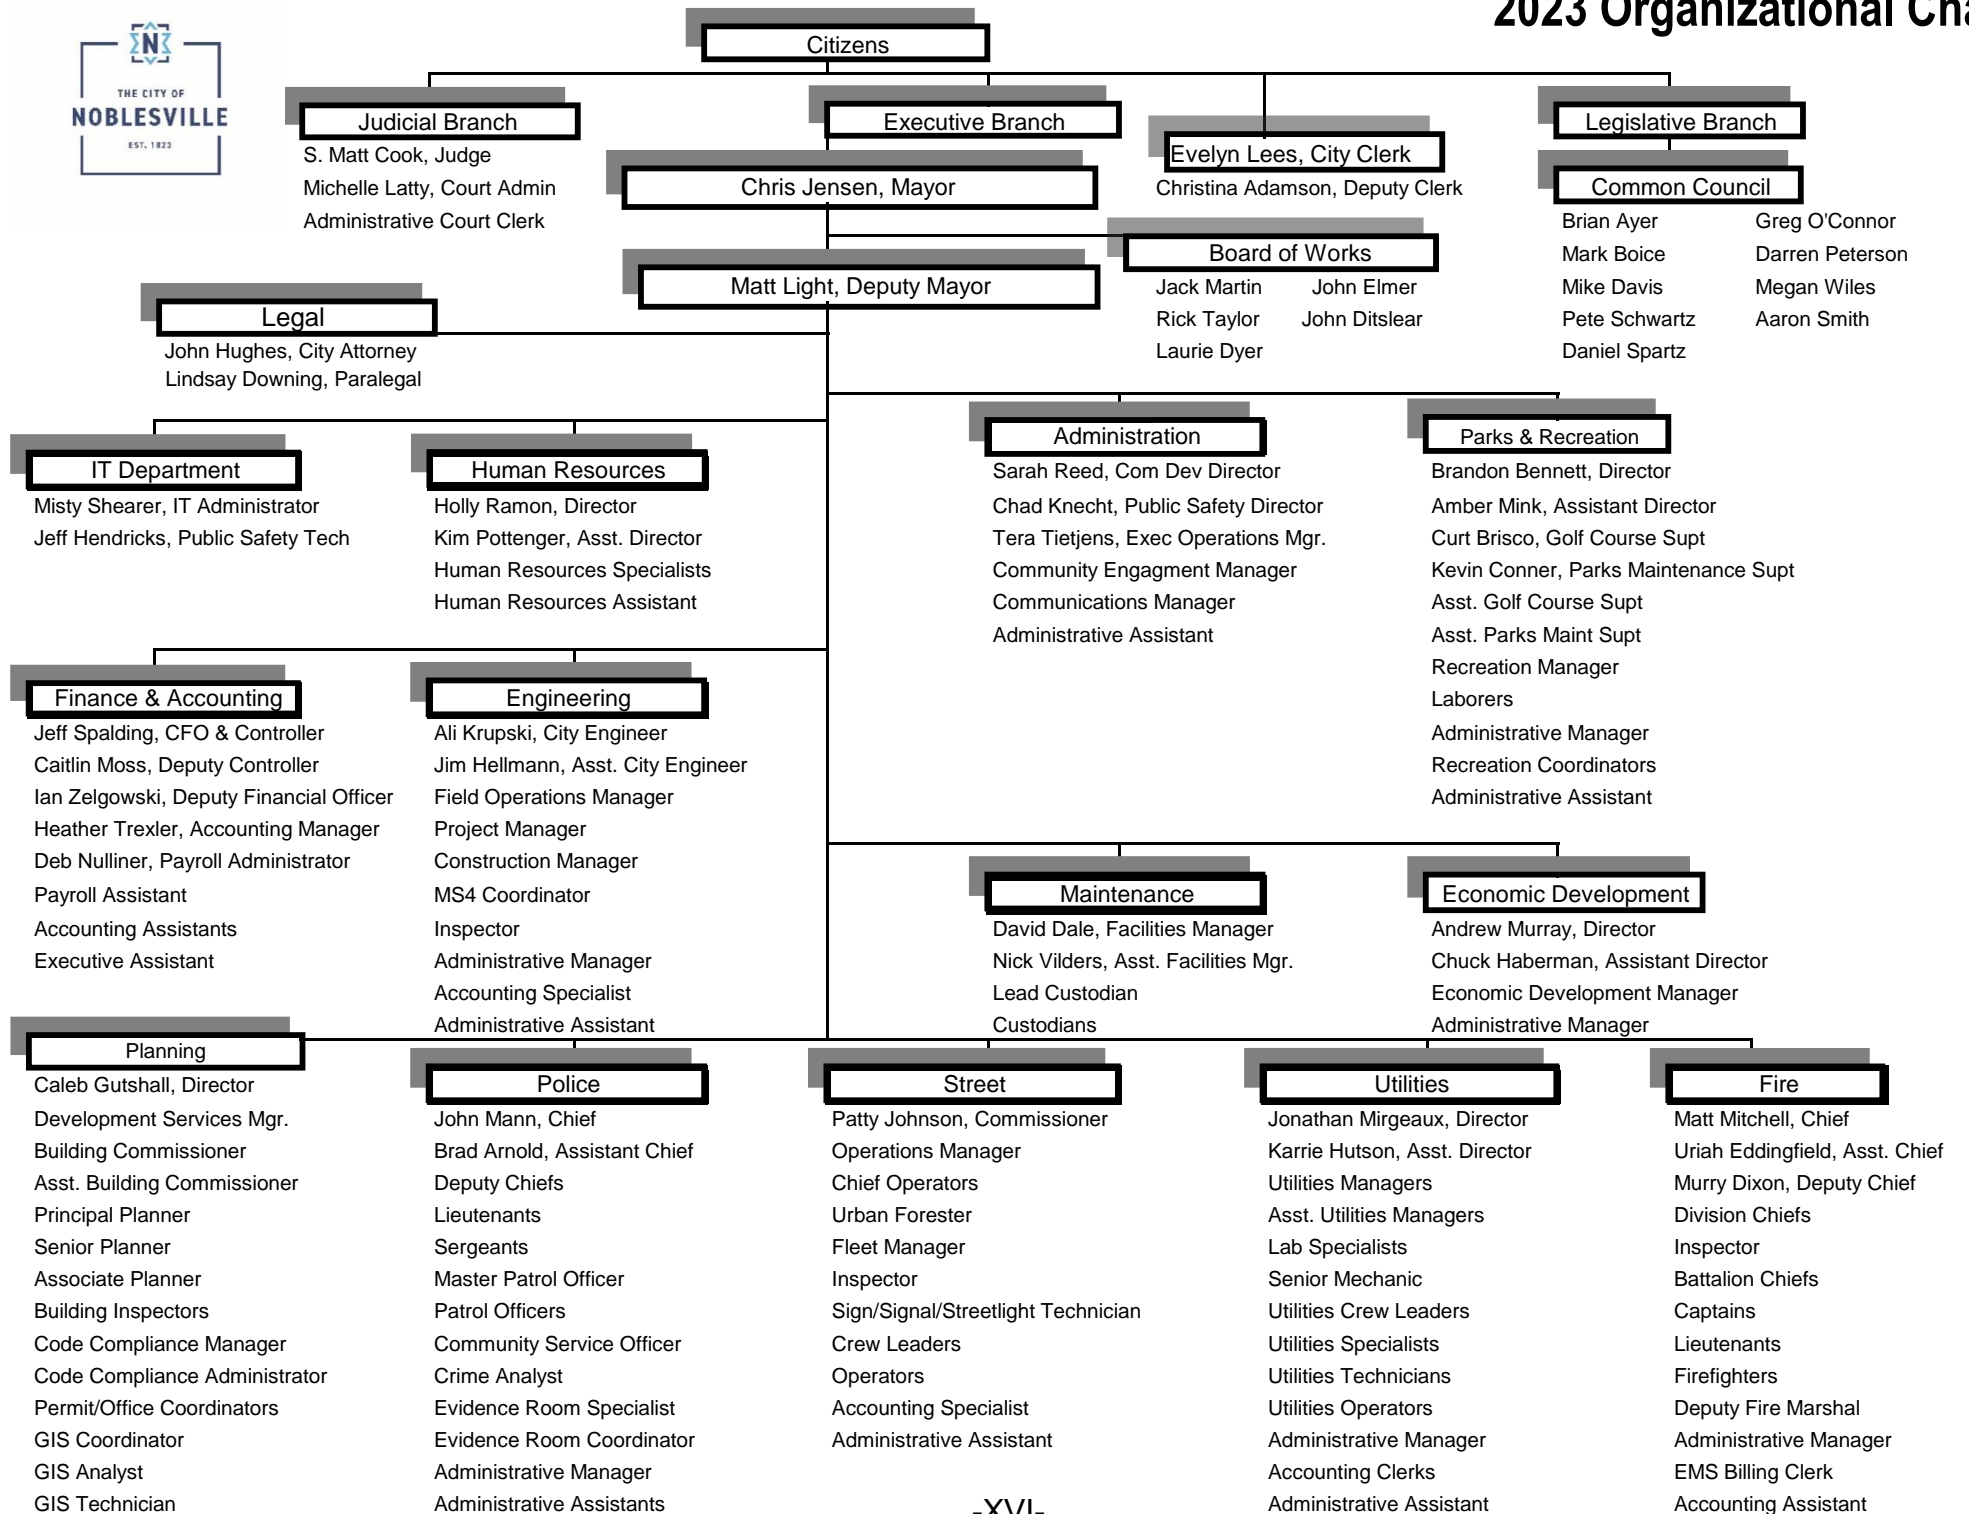 2023 Organizational Cha
THE CITY OF
NOBLESVILLE
EST. 1823
Citizens
Judicial Branch
S. Matt Cook, Judge
Michelle Latty, Court Admin
Administrative Court Clerk
Executive Branch
Chris Jensen, Mayor
Matt Light, Deputy Mayor
Evelyn Lees, City Clerk
Christina Adamson, Deputy Clerk
Board of Works
Jack Martin John Elmer
Rick Taylor John Ditslear
Laurie Dyer
Legislative Branch
Common Council
Brian Ayer Greg O'Connor
Mark Boice Darren Peterson
Mike Davis Megan Wiles
Pete Schwartz Aaron Smith
Daniel Spartz
Legal
John Hughes, City Attorney
Lindsay Downing, Paralegal
IT Department
Misty Shearer, IT Administrator
Jeff Hendricks, Public Safety Tech
Human Resources
Holly Ramon, Director
Kim Pottenger, Asst. Director
Human Resources Specialists
Human Resources Assistant
Administration
Sarah Reed, Com Dev Director
Chad Knecht, Public Safety Director
Tera Tietjens, Exec Operations Mgr.
Community Engagment Manager
Communications Manager
Administrative Assistant
Parks & Recreation
Brandon Bennett, Director
Amber Mink, Assistant Director
Curt Brisco, Golf Course Supt
Kevin Conner, Parks Maintenance Supt
Asst. Golf Course Supt
Asst. Parks Maint Supt
Recreation Manager
Laborers
Administrative Manager
Recreation Coordinators
Administrative Assistant
Finance & Accounting
Jeff Spalding, CFO & Controller
Caitlin Moss, Deputy Controller
Ian Zelgowski, Deputy Financial Officer
Heather Trexler, Accounting Manager
Deb Nulliner, Payroll Administrator
Payroll Assistant
Accounting Assistants
Executive Assistant
Engineering
Ali Krupski, City Engineer
Jim Hellmann, Asst. City Engineer
Field Operations Manager
Project Manager
Construction Manager
MS4 Coordinator
Inspector
Administrative Manager
Accounting Specialist
Administrative Assistant
Maintenance
David Dale, Facilities Manager
Nick Vilders, Asst. Facilities Mgr.
Lead Custodian
Custodians
Economic Development
Andrew Murray, Director
Chuck Haberman, Assistant Director
Economic Development Manager
Administrative Manager
Planning
Caleb Gutshall, Director
Development Services Mgr.
Building Commissioner
Asst. Building Commissioner
Principal Planner
Senior Planner
Associate Planner
Building Inspectors
Code Compliance Manager
Code Compliance Administrator
Permit/Office Coordinators
GIS Coordinator
GIS Analyst
GIS Technician
Police
John Mann, Chief
Brad Arnold, Assistant Chief
Deputy Chiefs
Lieutenants
Sergeants
Master Patrol Officer
Patrol Officers
Community Service Officer
Crime Analyst
Evidence Room Specialist
Evidence Room Coordinator
Administrative Manager
Administrative Assistants
Street
Patty Johnson, Commissioner
Operations Manager
Chief Operators
Urban Forester
Fleet Manager
Inspector
Sign/Signal/Streetlight Technician
Crew Leaders
Operators
Accounting Specialist
Administrative Assistant
Utilities
Jonathan Mirgeaux, Director
Karrie Hutson, Asst. Director
Utilities Managers
Asst. Utilities Managers
Lab Specialists
Senior Mechanic
Utilities Crew Leaders
Utilities Specialists
Utilities Technicians
Utilities Operators
Administrative Manager
Accounting Clerks
Administrative Assistant
Fire
Matt Mitchell, Chief
Uriah Eddingfield, Asst. Chief
Murry Dixon, Deputy Chief
Division Chiefs
Inspector
Battalion Chiefs
Captains
Lieutenants
Firefighters
Deputy Fire Marshal
Administrative Manager
EMS Billing Clerk
Accounting Assistant
-XVI-